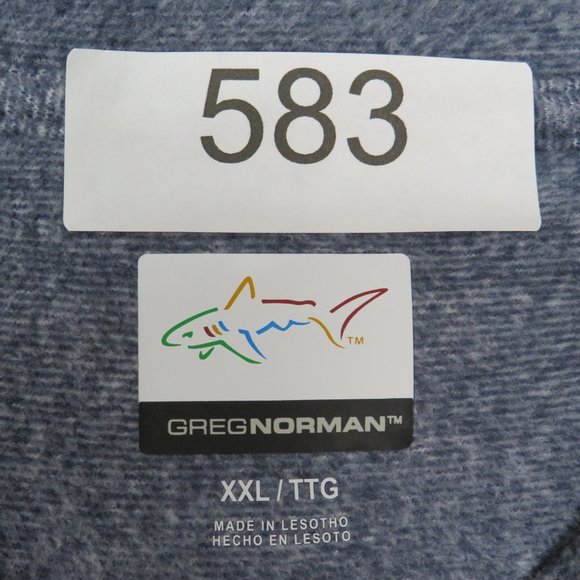 583
TM
GREGNORMAN™
XXL / TTG
MADE IN LESOTHO
HECHO EN LESOTO